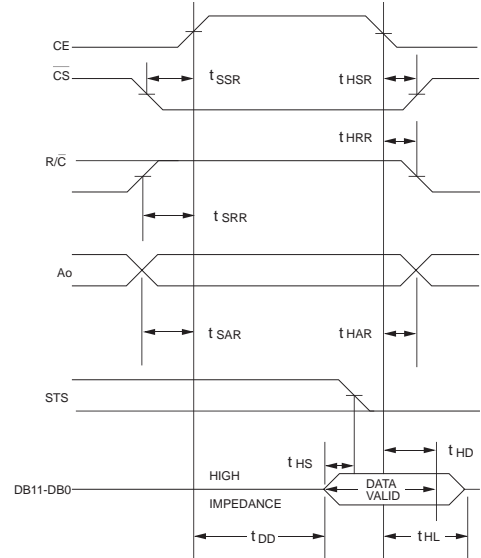 CE
C̅S̅
t SSR
t HSR
t HRR
R/C̅
t SRR
Ao
t SAR
t HAR
STS
t HS
t HD
HIGH
DATA
DB11-DB0
VALID
IMPEDANCE
t DD
t HL